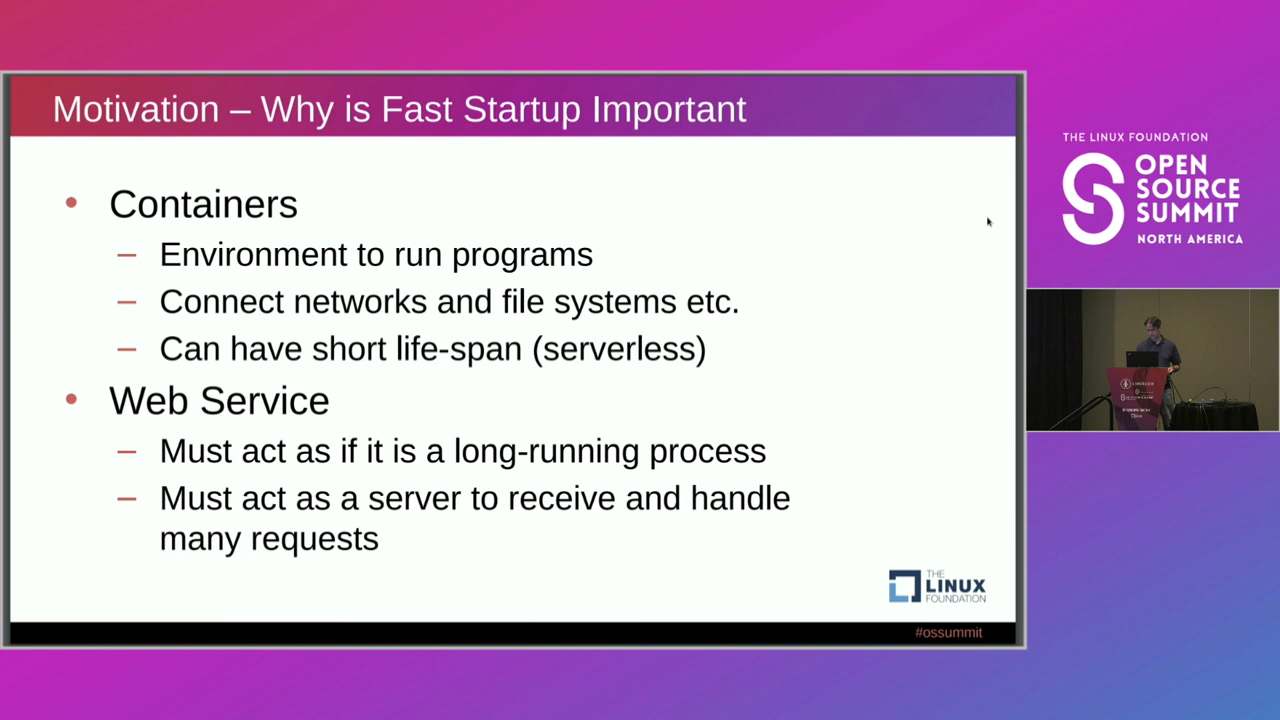 Motivation – Why is Fast Startup Important
• Containers
– Environment to run programs
– Connect networks and file systems etc.
– Can have short life-span (serverless)
• Web Service
– Must act as if it is a long-running process
– Must act as a server to receive and handle
many requests
THE
LINUX
FOUNDATION
#ossummit
THE LINUX FOUNDATION
OPEN
SOURCE
SUMMIT
NORTH AMERICA